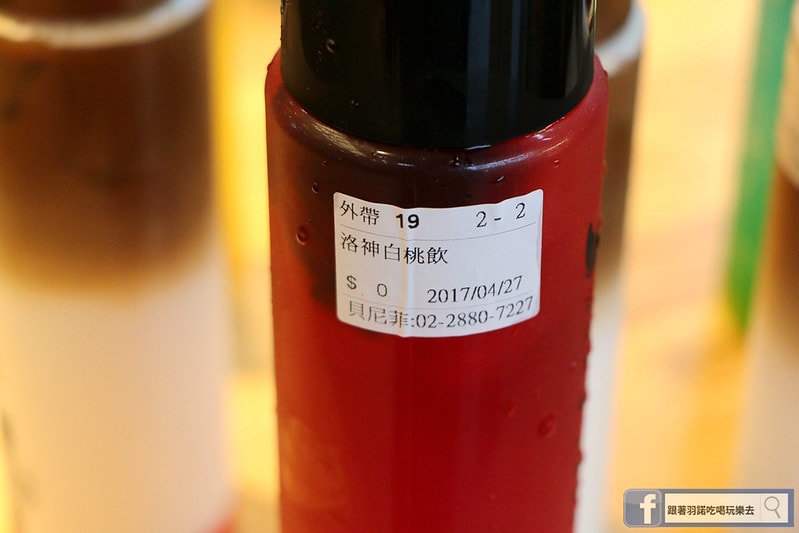 外帶 19 2 - 2
洛神白桃飲
$ 0 2017/04/27
貝尼菲:02-2880-7227
f 跟著羽諾吃喝玩樂去